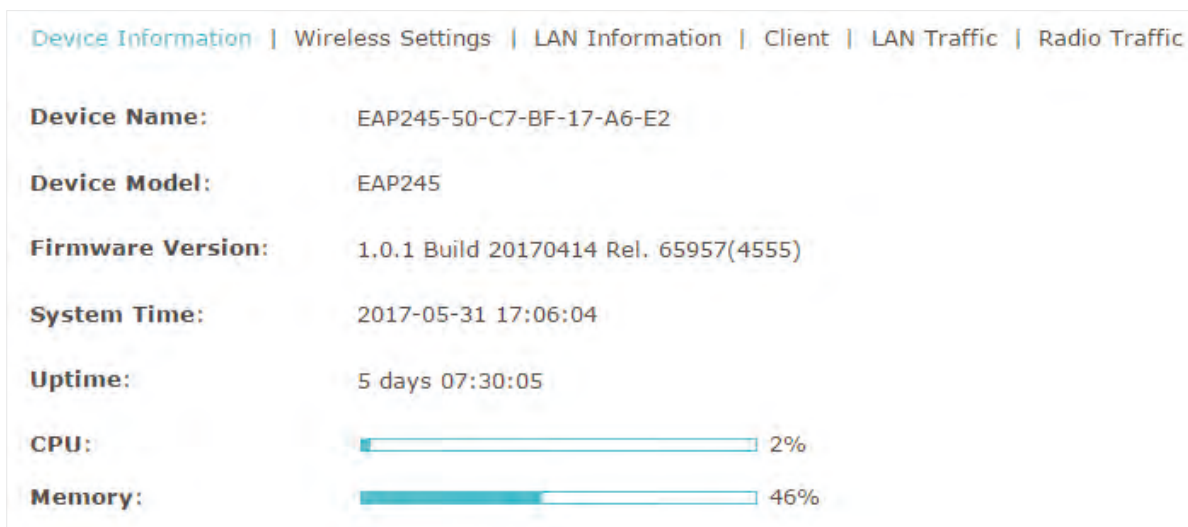 Device Information | Wireless Settings | LAN Information | Client | LAN Traffic | Radio Traffic
Device Name: EAP245-50-C7-BF-17-A6-E2
Device Model: EAP245
Firmware Version: 1.0.1 Build 20170414 Rel. 65957(4555)
System Time: 2017-05-31 17:06:04
Uptime: 5 days 07:30:05
CPU: 2%
Memory: 46%